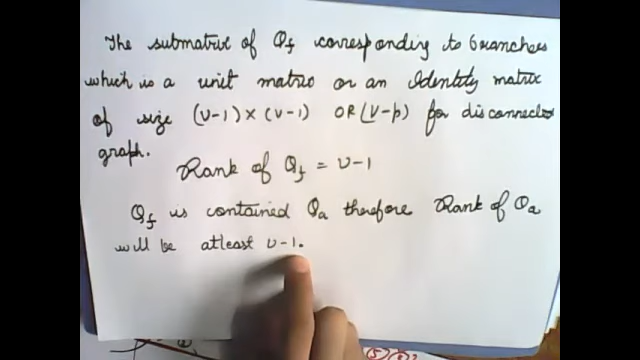 The submatrix of Qf corresponding to branches
which is a unit matrix or an Identity matrix
of size (v-1) × (v-1) OR (v-p) for disconnected
graph.
Rank of Qf = v-1
Qf is contained Qa therefore Rank of Qa
will be atleast v-1.